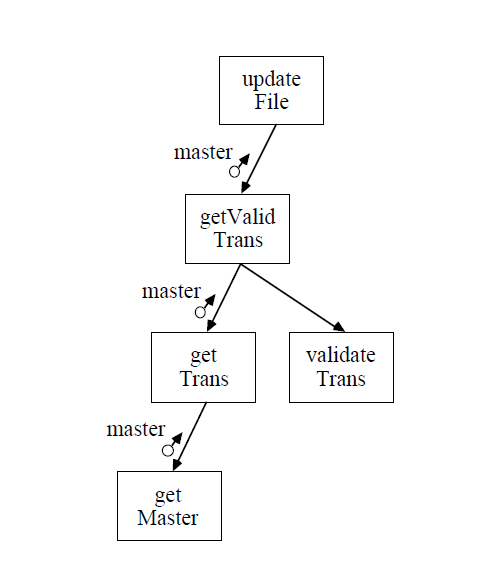 update
File
master
getValid
Trans
master
get
Trans
validate
Trans
master
get
Master